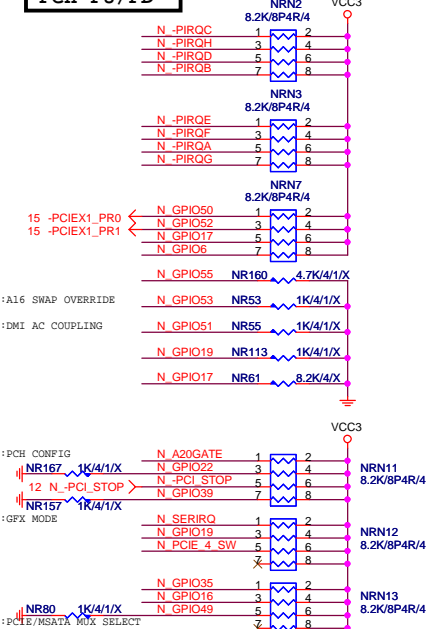 PCH PU/PD
NRN2
8.2K/8P4R/4
VCC3
N_-PIRQC 1 2
N_-PIRQH 3 4
N_-PIRQD 5 6
N_-PIRQB 7 8
NRN3
8.2K/8P4R/4
N_-PIRQE 1 2
N_-PIRQF 3 4
N_-PIRQA 5 6
N_-PIRQG 7 8
NRN7
8.2K/8P4R/4
N_GPIO50 1 2
15 -PCIEX1_PR0 N_GPIO52 3 4
15 -PCIEX1_PR1 N_GPIO17 5 6
N_GPIO6 7 8
N_GPIO55 NR160 4.7K/4/1/X
:A16 SWAP OVERRIDE N_GPIO53 NR53 1K/4/1/X
:DMI AC COUPLING N_GPIO51 NR55 1K/4/1/X
N_GPIO19 NR113 1K/4/1/X
N_GPIO17 NR61 8.2K/4/X
VCC3
:PCH CONFIG N_A20GATE 1 2
NR167 1K/4/1/X N_GPIO22 3 4 NRN11
12 N_-PCI_STOP N_-PCI_STOP 5 6 8.2K/8P4R/4
NR157 1K/4/1/X N_GPIO39 7 8
:GFX MODE N_SERIRQ 1 2
N_GPIO19 3 4 NRN12
N_PCIE_4_SW 5 6 8.2K/8P4R/4
7 8
N_GPIO35 1 2
N_GPIO16 3 4 NRN13
NR80 1K/4/1/X N_GPIO49 5 6 8.2K/8P4R/4
:PCIE/MSATA MUX SELECT 7 8